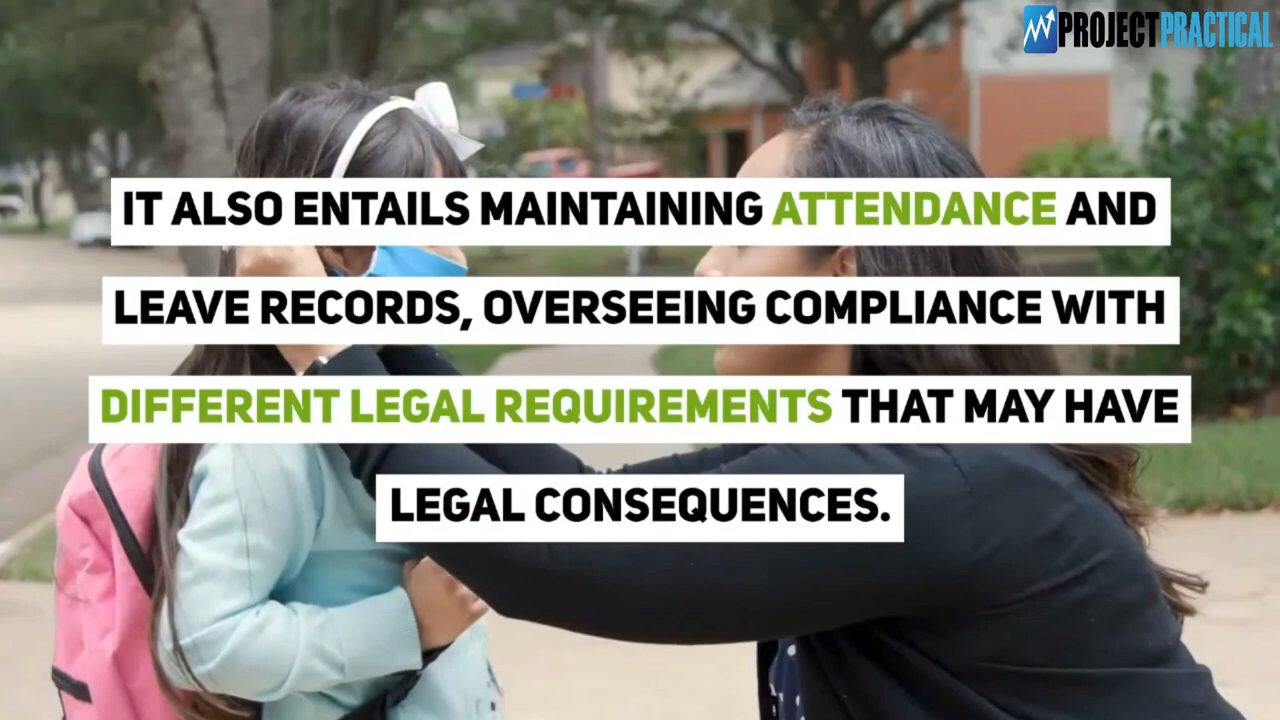 PROJECTPRACTICAL
IT ALSO ENTAILS MAINTAINING ATTENDANCE AND
LEAVE RECORDS, OVERSEEING COMPLIANCE WITH
DIFFERENT LEGAL REQUIREMENTS THAT MAY HAVE
LEGAL CONSEQUENCES.